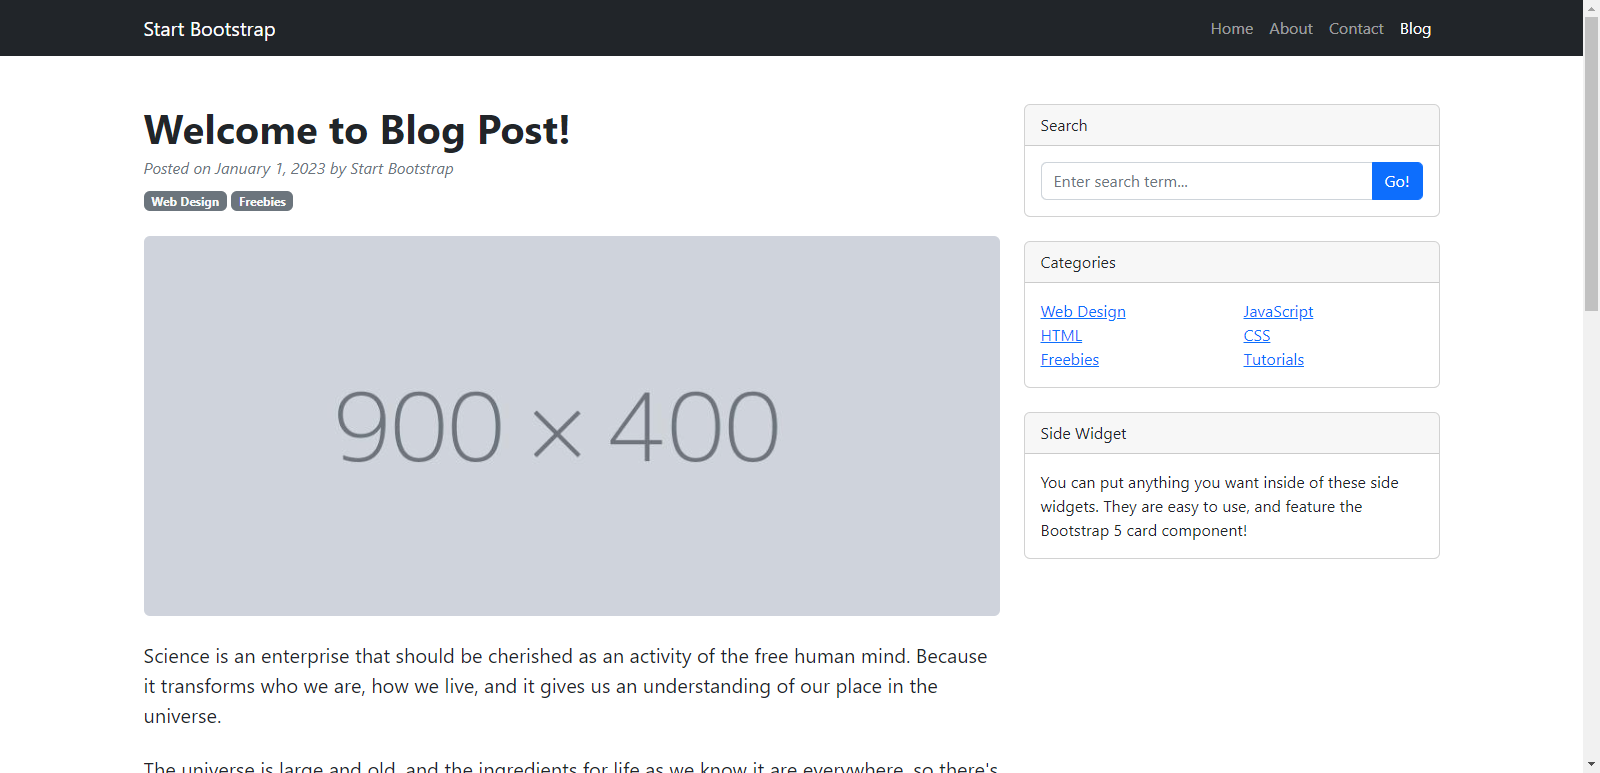 Start Bootstrap
Home About Contact Blog
Welcome to Blog Post!
Posted on January 1, 2023 by Start Bootstrap
Web Design Freebies
900 × 400
Science is an enterprise that should be cherished as an activity of the free human mind. Because
it transforms who we are, how we live, and it gives us an understanding of our place in the
universe.
The universe is large and old, and the ingredients for life as we know it are everywhere, so there's
Search
Enter search term...
Go!
Categories
Web Design
HTML
Freebies
JavaScript
CSS
Tutorials
Side Widget
You can put anything you want inside of these side
widgets. They are easy to use, and feature the
Bootstrap 5 card component!